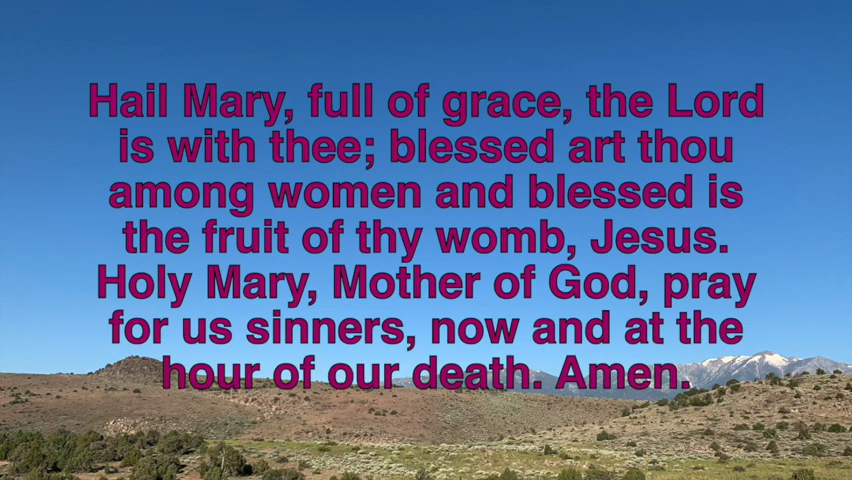 Hail Mary, full of grace, the Lord
is with thee; blessed art thou
among women and blessed is
the fruit of thy womb, Jesus.
Holy Mary, Mother of God, pray
for us sinners, now and at the
hour of our death. Amen.